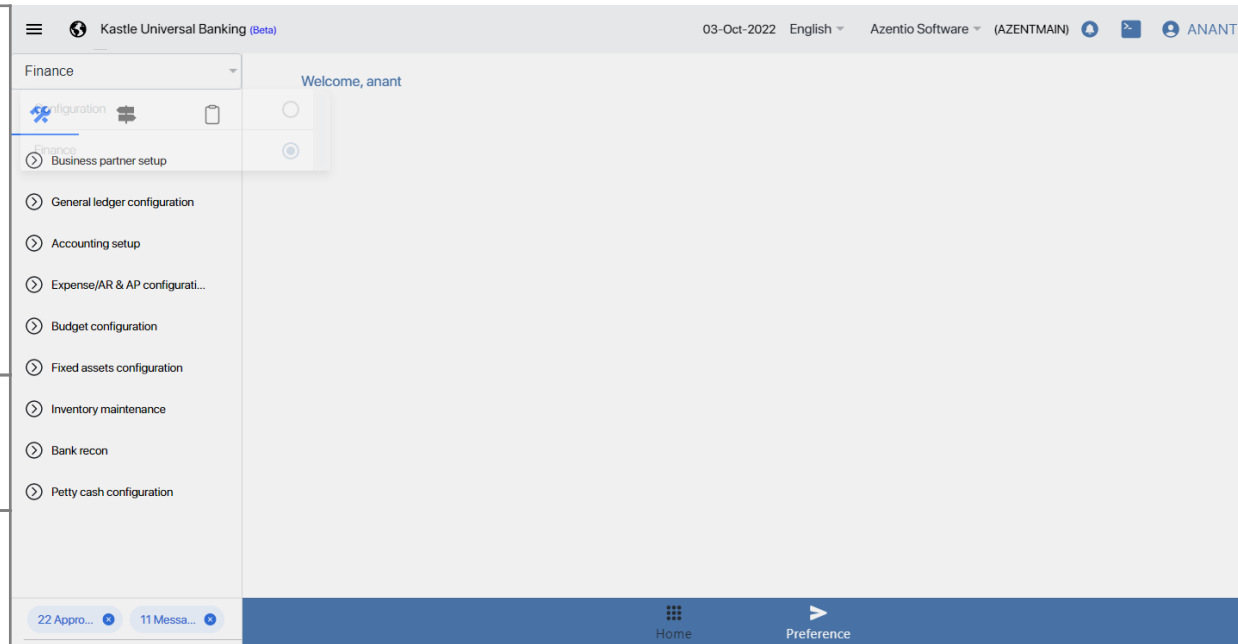 Kastle Universal Banking (Beta) 03-Oct-2022 English Azentio Software (AZENTMAIN) >_ ANANT
Finance
Welcome, anant
Configuration
Finance
Business partner setup
General ledger configuration
Accounting setup
Expense/AR & AP configurati...
Budget configuration
Fixed assets configuration
Inventory maintenance
Bank recon
Petty cash configuration
22 Appro... 11 Messa...
Home Preference